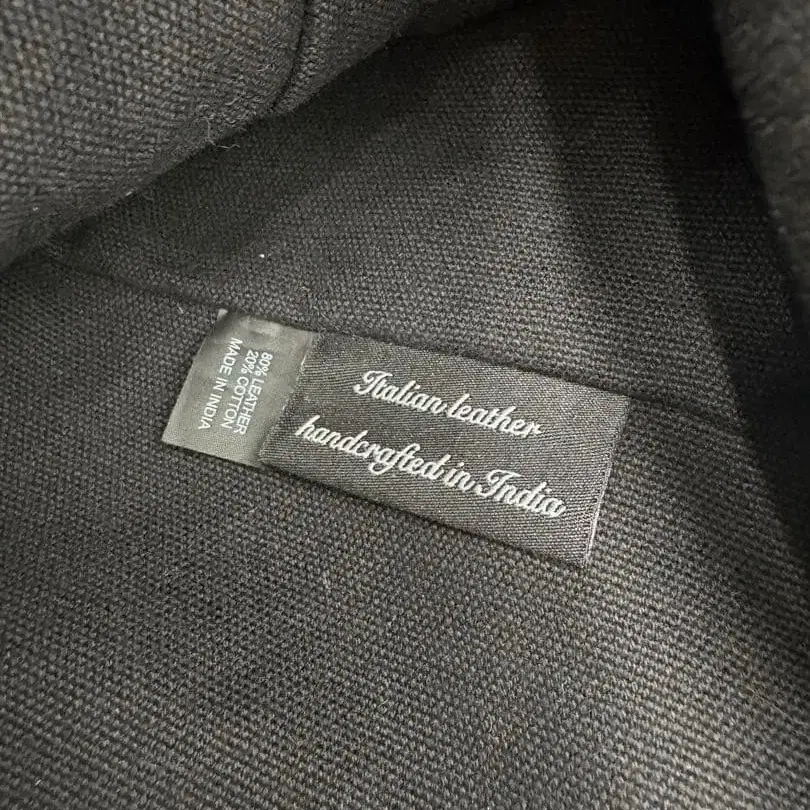 Italian leather
handcrafted in India
80% LEATHER
20% COTTON
MADE IN INDIA